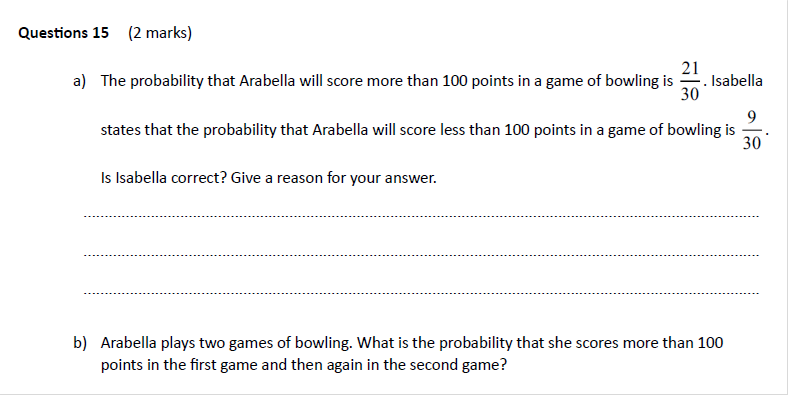 Questions 15 (2 marks)
a) The probability that Arabella will score more than 100 points in a game of bowling is 21/30. Isabella
states that the probability that Arabella will score less than 100 points in a game of bowling is 9/30.
Is Isabella correct? Give a reason for your answer.
b) Arabella plays two games of bowling. What is the probability that she scores more than 100
points in the first game and then again in the second game?